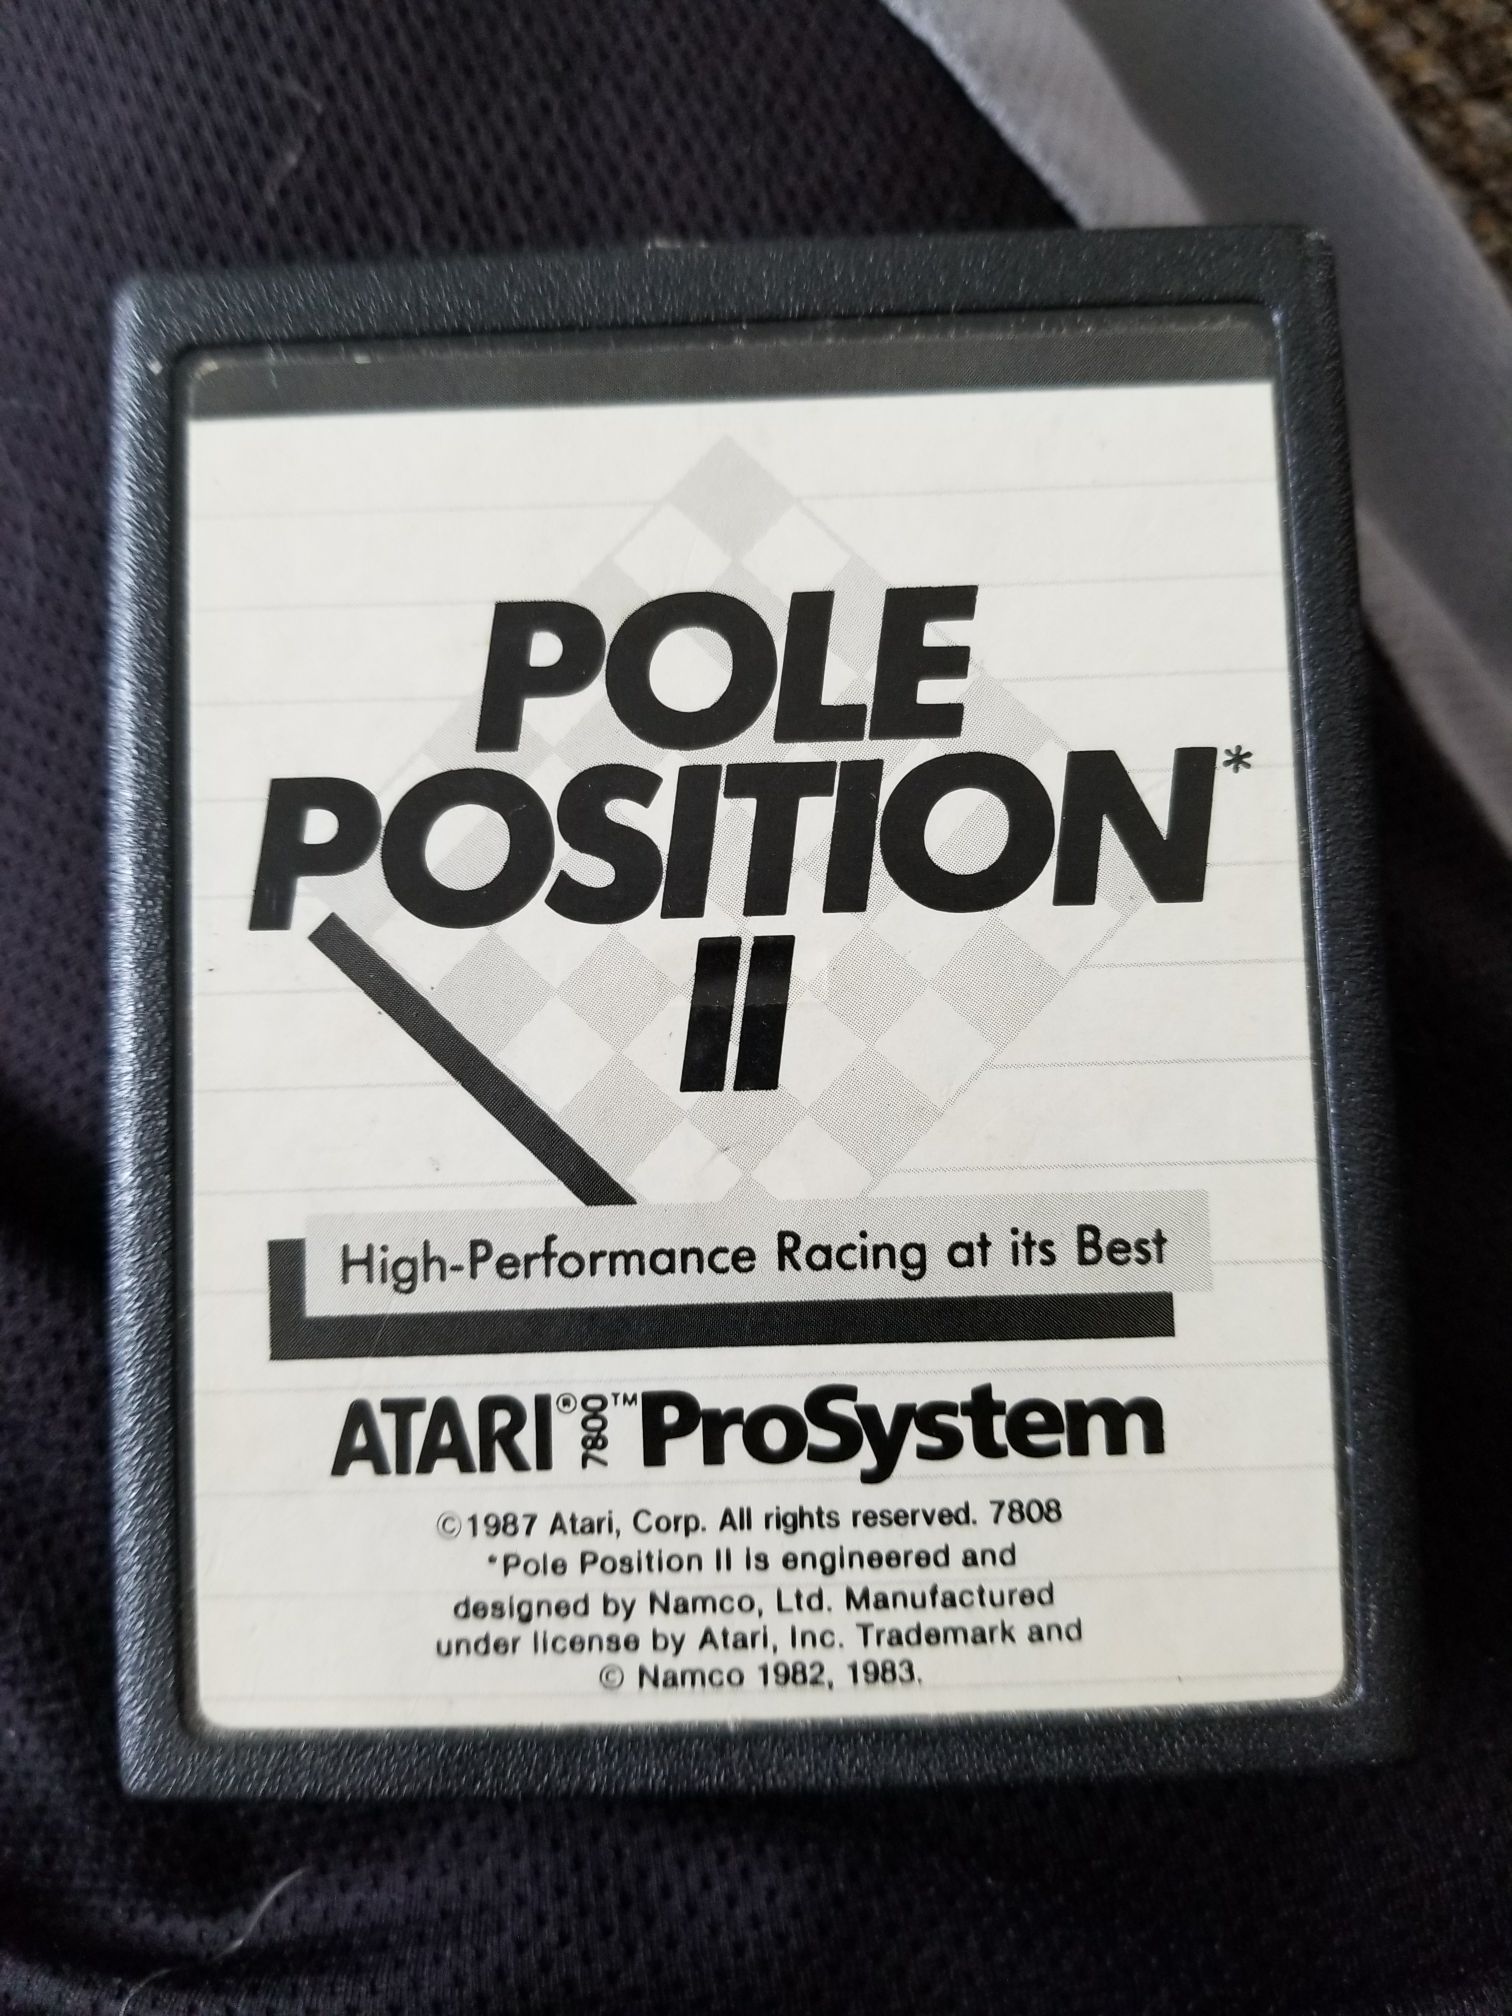 POLE
POSITION*
II
High-Performance Racing at its Best
ATARI® 7800™ ProSystem
©1987 Atari, Corp. All rights reserved. 7808
*Pole Position II is engineered and
designed by Namco, Ltd. Manufactured
under license by Atari, Inc. Trademark and
© Namco 1982, 1983.